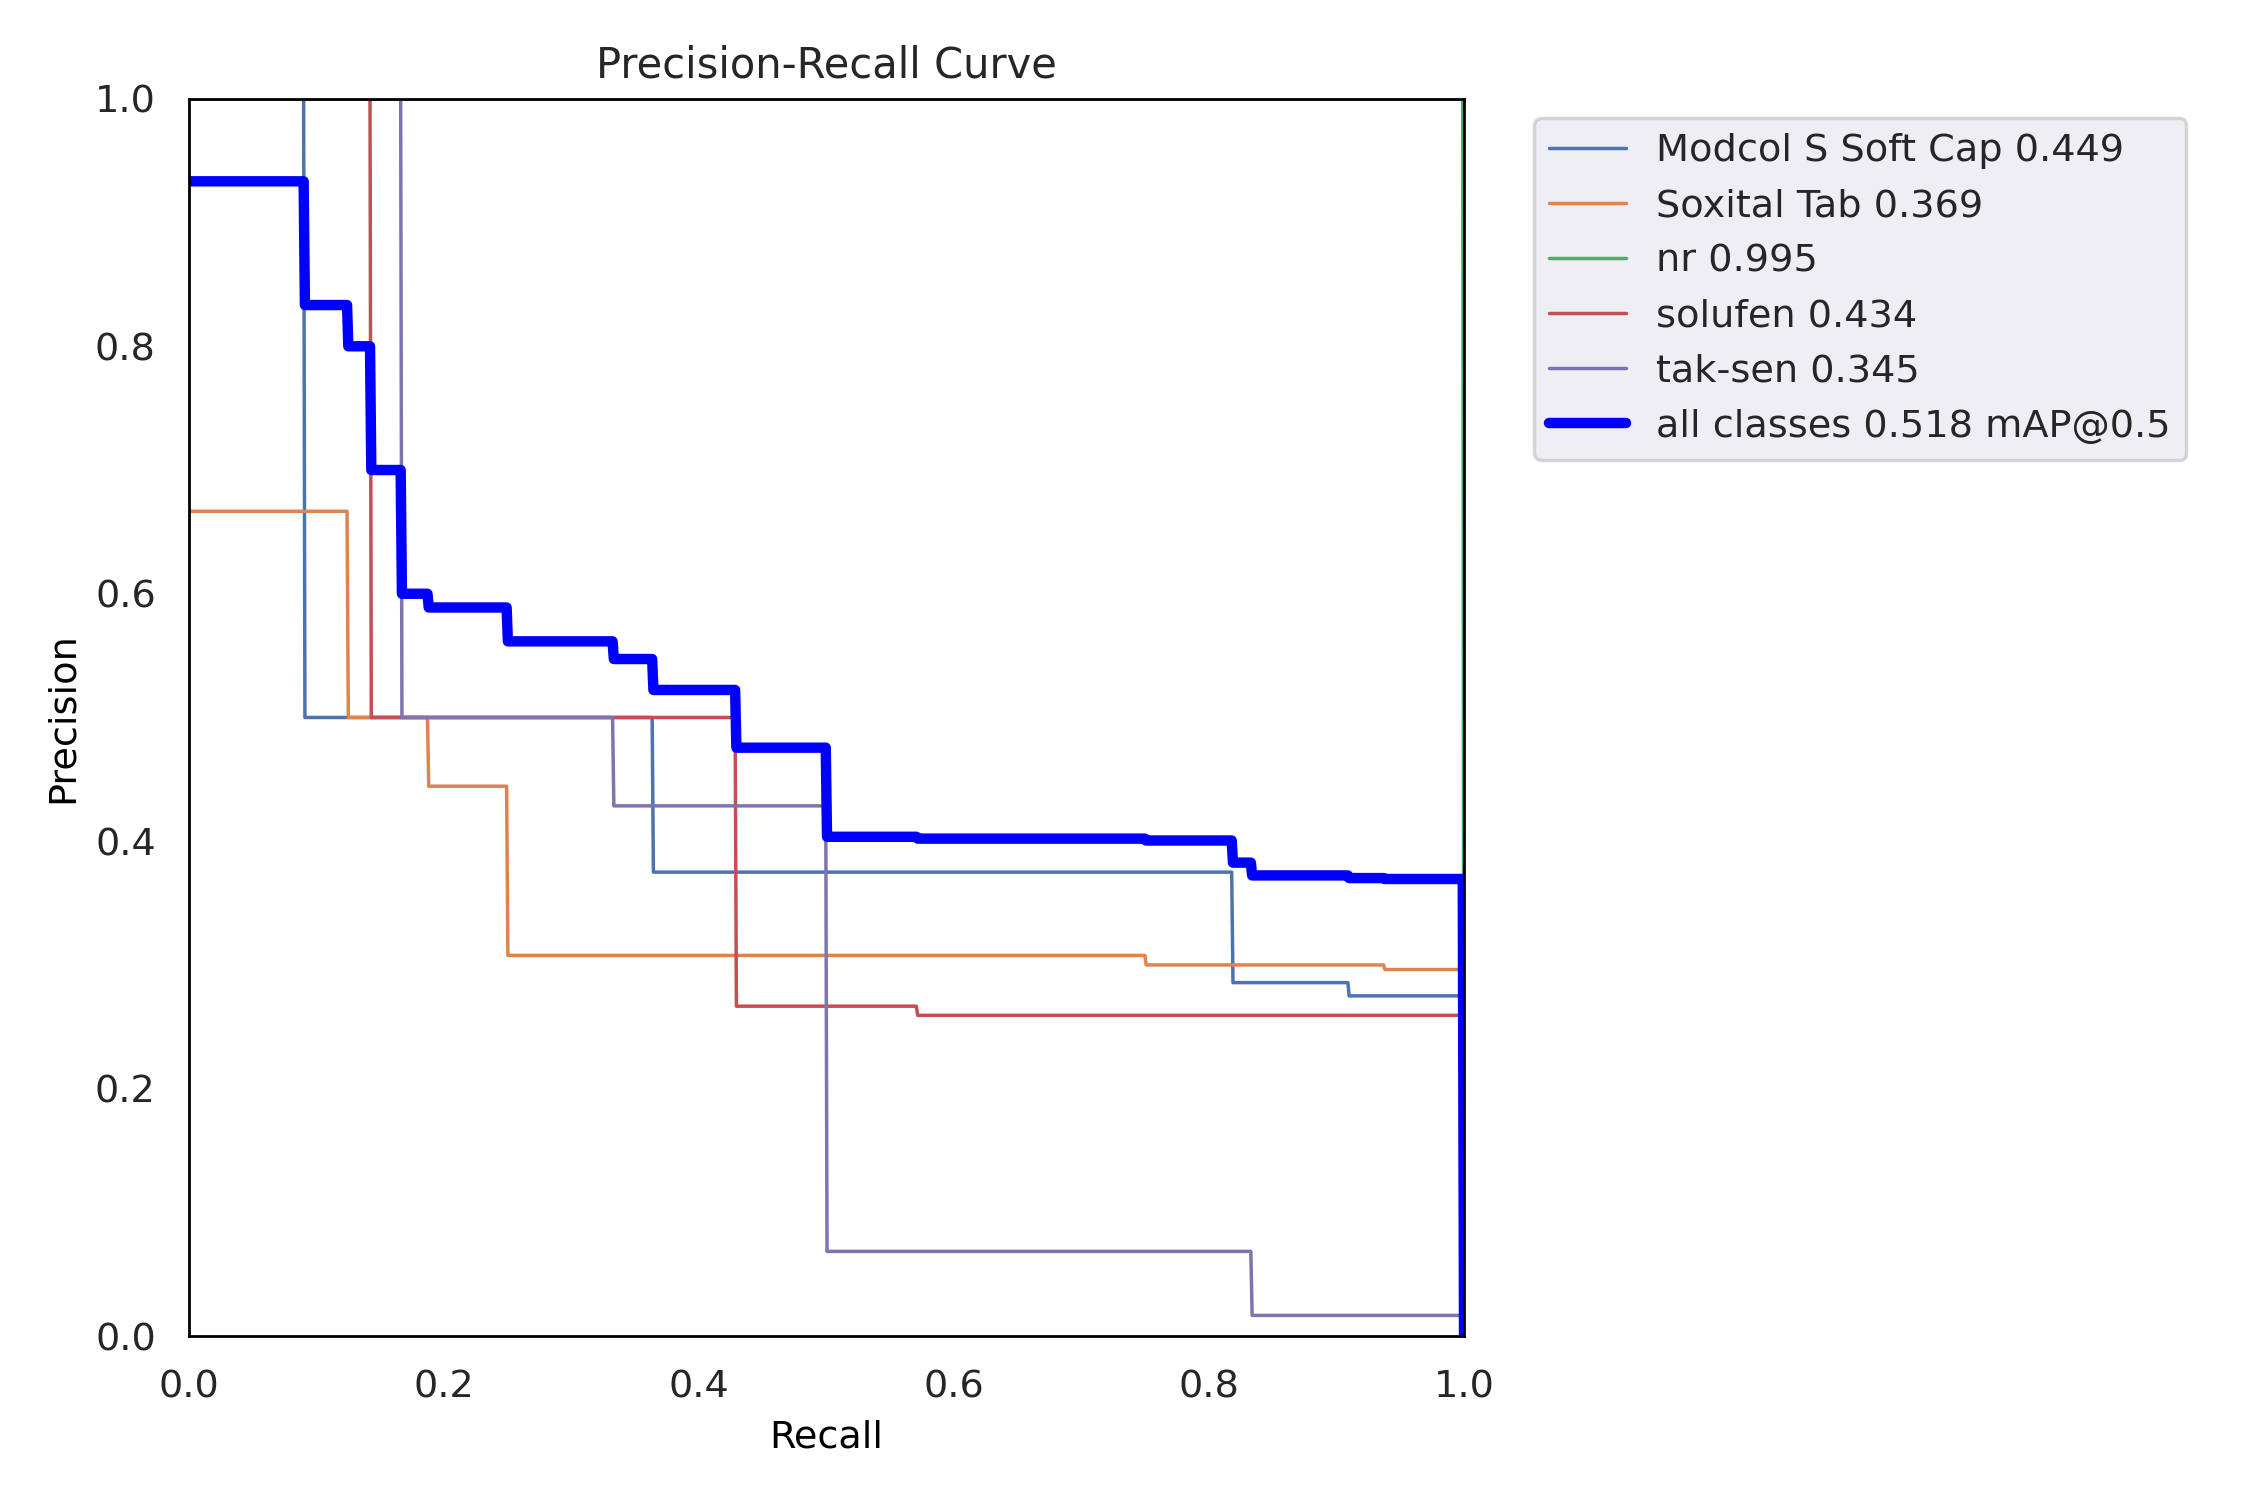 Precision-Recall Curve
1.0
0.8
0.6
0.4
0.2
0.0
Precision
0.0 0.2 0.4 0.6 0.8 1.0
Recall
Modcol S Soft Cap 0.449
Soxital Tab 0.369
nr 0.995
solufen 0.434
tak-sen 0.345
all classes 0.518 mAP@0.5